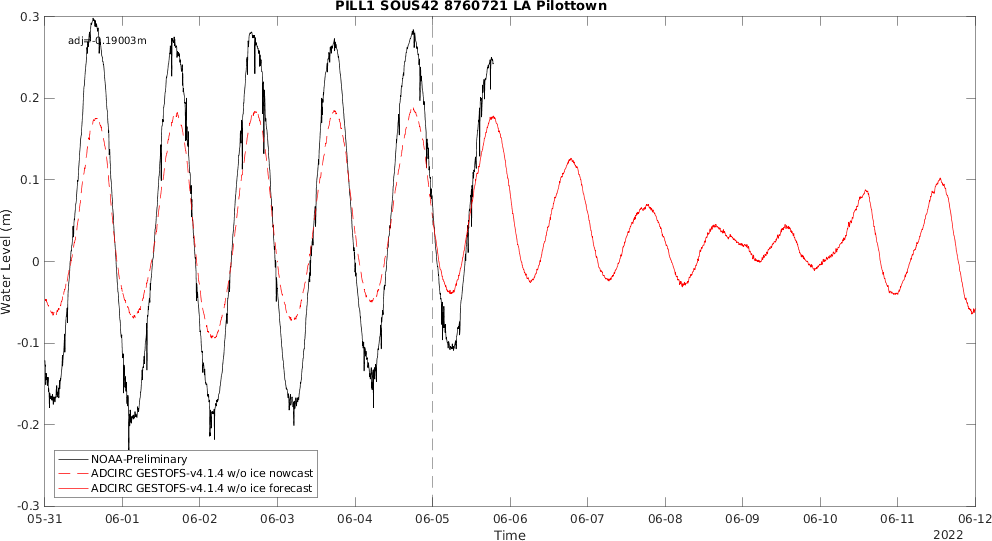 PILL1 SOUS42 8760721 LA Pilottown
adj=-0.19003m
0.3
0.2
0.1
0
-0.1
-0.2
-0.3
Water Level (m)
NOAA-Preliminary
ADCIRC GESTOFS-v4.1.4 w/o ice nowcast
ADCIRC GESTOFS-v4.1.4 w/o ice forecast
05-31 06-01 06-02 06-03 06-04 06-05 06-06 06-07 06-08 06-09 06-10 06-11 06-12
Time
2022